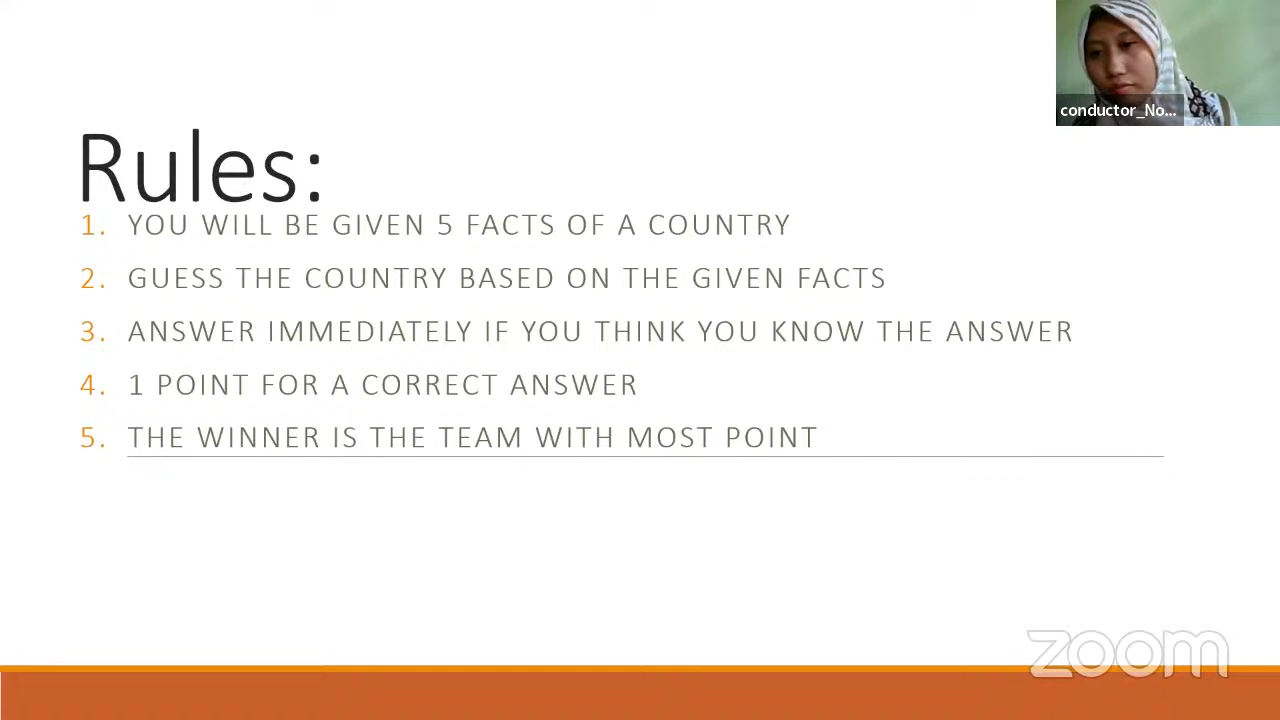 conductor_No...
Rules:
1. YOU WILL BE GIVEN 5 FACTS OF A COUNTRY
2. GUESS THE COUNTRY BASED ON THE GIVEN FACTS
3. ANSWER IMMEDIATELY IF YOU THINK YOU KNOW THE ANSWER
4. 1 POINT FOR A CORRECT ANSWER
5. THE WINNER IS THE TEAM WITH MOST POINT
zoom